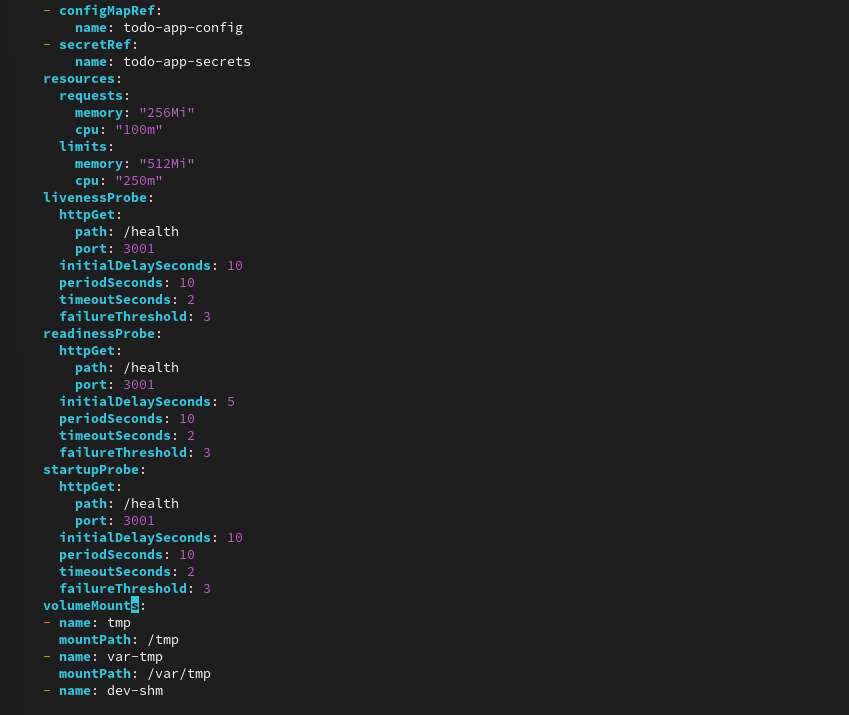 - configMapRef:
    name: todo-app-config
- secretRef:
    name: todo-app-secrets
resources:
  requests:
    memory: "256Mi"
    cpu: "100m"
  limits:
    memory: "512Mi"
    cpu: "250m"
livenessProbe:
  httpGet:
    path: /health
    port: 3001
  initialDelaySeconds: 10
  periodSeconds: 10
  timeoutSeconds: 2
  failureThreshold: 3
readinessProbe:
  httpGet:
    path: /health
    port: 3001
  initialDelaySeconds: 5
  periodSeconds: 10
  timeoutSeconds: 2
  failureThreshold: 3
startupProbe:
  httpGet:
    path: /health
    port: 3001
  initialDelaySeconds: 10
  periodSeconds: 10
  timeoutSeconds: 2
  failureThreshold: 3
volumeMounts:
- name: tmp
  mountPath: /tmp
- name: var-tmp
  mountPath: /var/tmp
- name: dev-shm